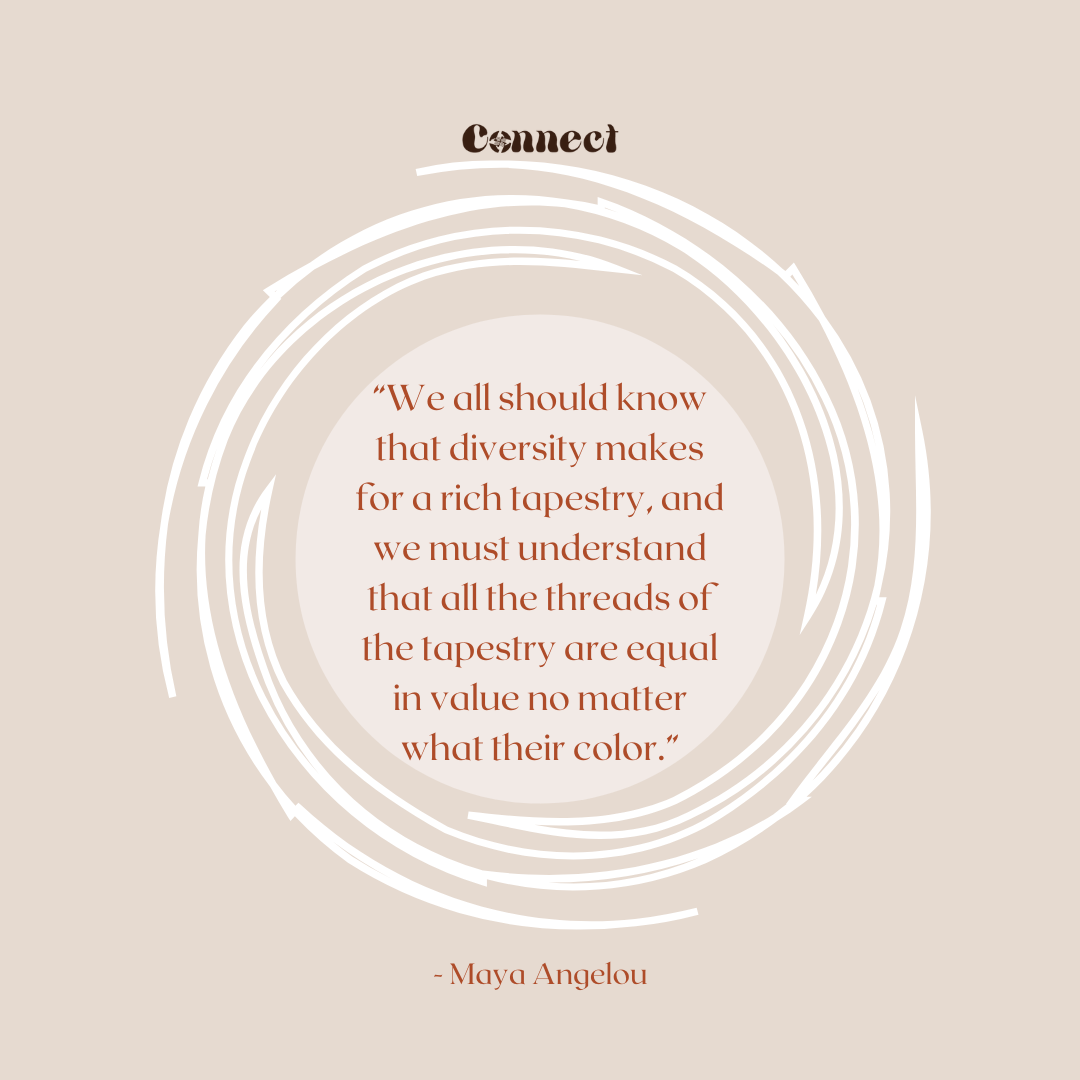 Connect
“We all should know
that diversity makes
for a rich tapestry, and
we must understand
that all the threads of
the tapestry are equal
in value no matter
what their color.”
- Maya Angelou